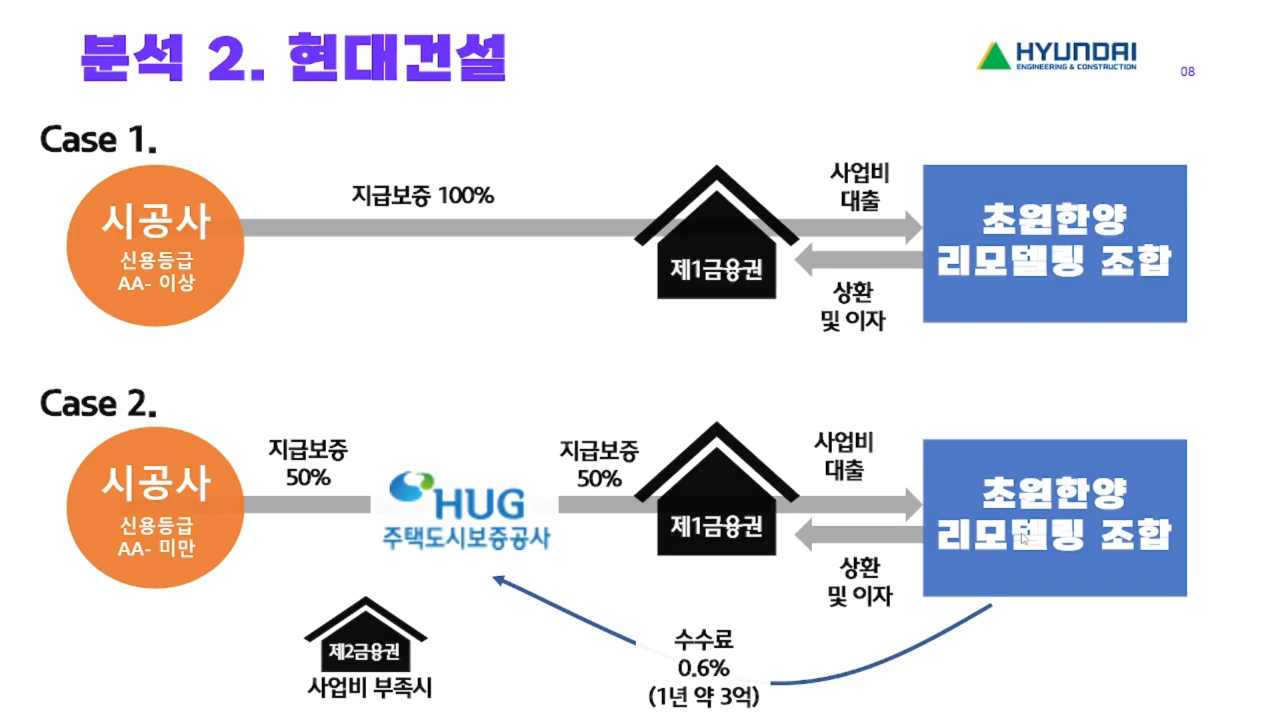 분석 2. 현대건설
HYUNDAI
ENGINEERING & CONSTRUCTION
08
Case 1.
시공사
신용등급
AA- 이상
지급보증 100%
제1금융권
사업비
대출
상환
및 이자
초원한양
리모델링 조합
Case 2.
시공사
신용등급
AA- 미만
지급보증
50%
HUG
주택도시보증공사
지급보증
50%
제1금융권
사업비
대출
상환
및 이자
초원한양
리모델링 조합
제2금융권
사업비 부족시
수수료
0.6%
(1년 약 3억)